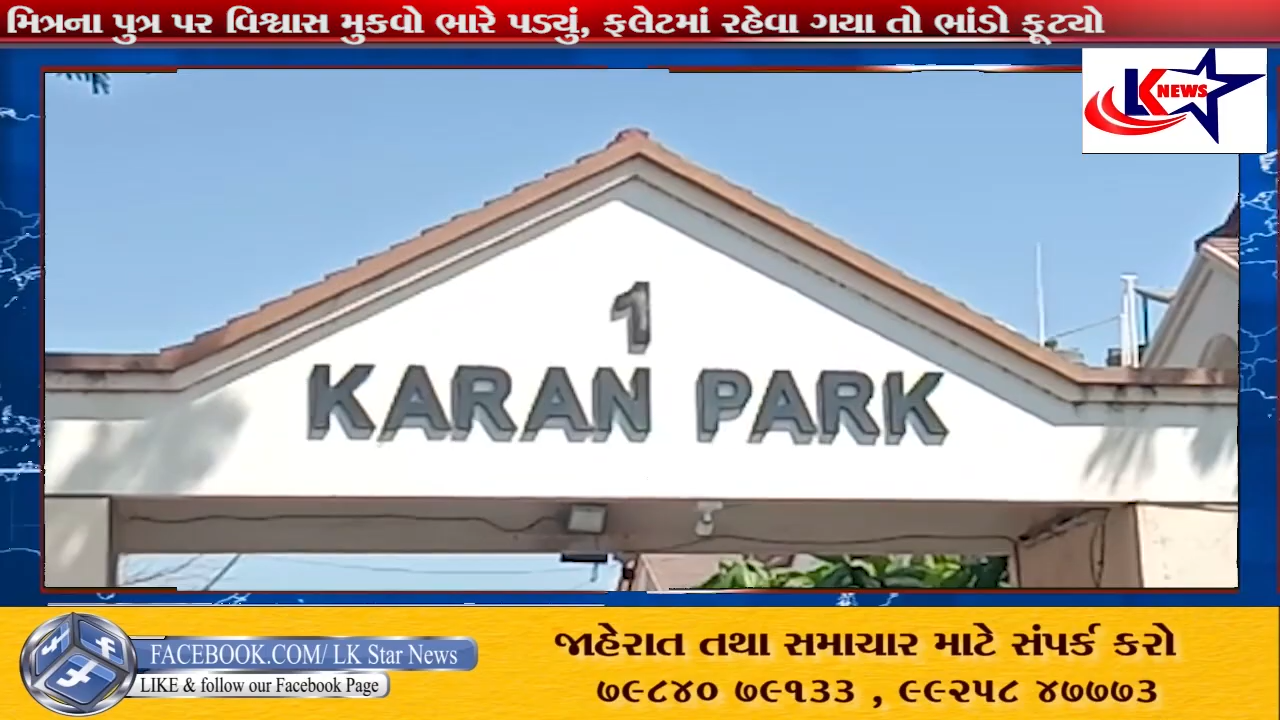 મિત્રના પુત્ર પર વિશ્વાસ મુકવો ભારે પડ્યું, ફ્લેટમાં રહેવા ગયા તો ભાંડો ફૂટ્યો
LK NEWS
1
KARAN PARK
FACEBOOK.COM/ LK Star News
LIKE & follow our Facebook Page
જાહેરાત તથા સમાચાર માટે સંપર્ક કરો
૭૯૮૪૦ ૭૯૧૩૩ , ૯૯૨૫૮ ૪૭૭૭૩